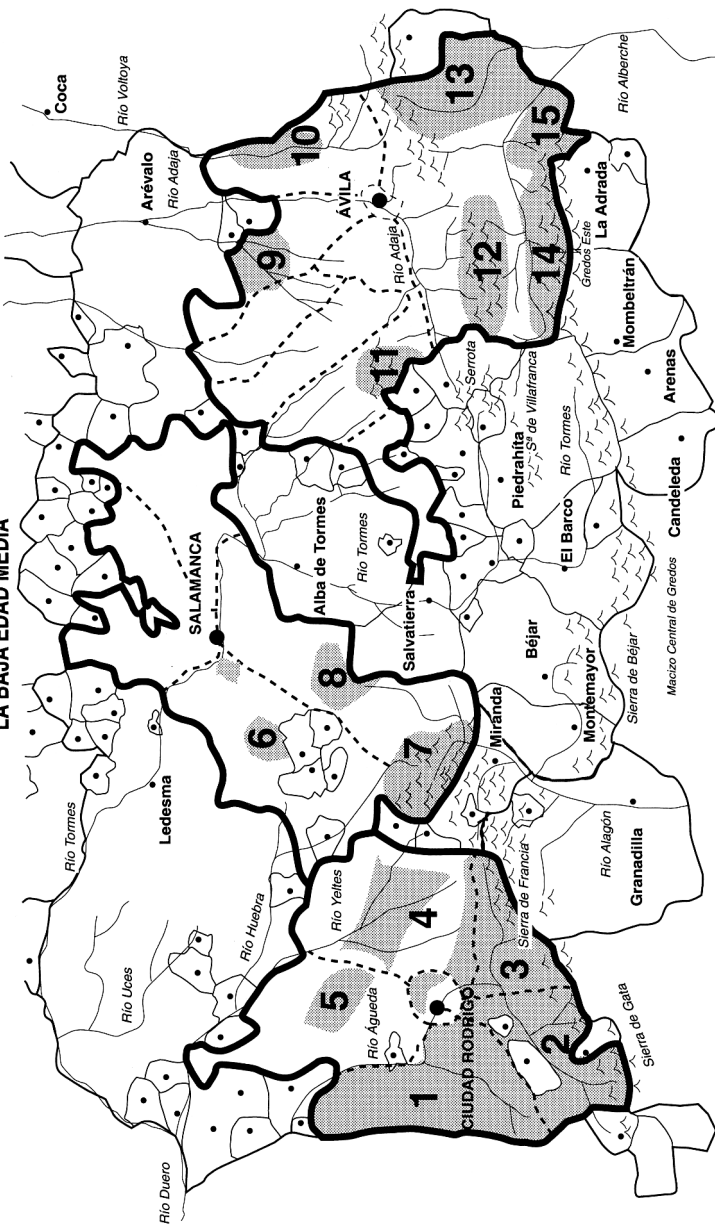 LA BAJA EDAD MEDIA
Coca
Río Voltoya
Arévalo
Río Adaja
10
13
Río Alberche
9
ÁVILA
15
Río Adaja
12
14
La Adrada
Gredos Este
11
Serrota
Mombeltrán
Sª de Villafranca
Piedrahita
Río Tormes
Arenas
SALAMANCA
Alba de Tormes
Río Tormes
El Barco
Candeleda
Macizo Central de Gredos
Salvatierra
8
6
Béjar
Sierra de Béjar
Montemayor
Miranda
7
Río Tormes
Ledesma
Río Huebra
Río Yeltes
Río Uces
4
Sierra de Francia
Río Alagón
Granadilla
5
3
Río Águeda
CIUDAD RODRIGO
2
Sierra de Gata
1
Río Duero